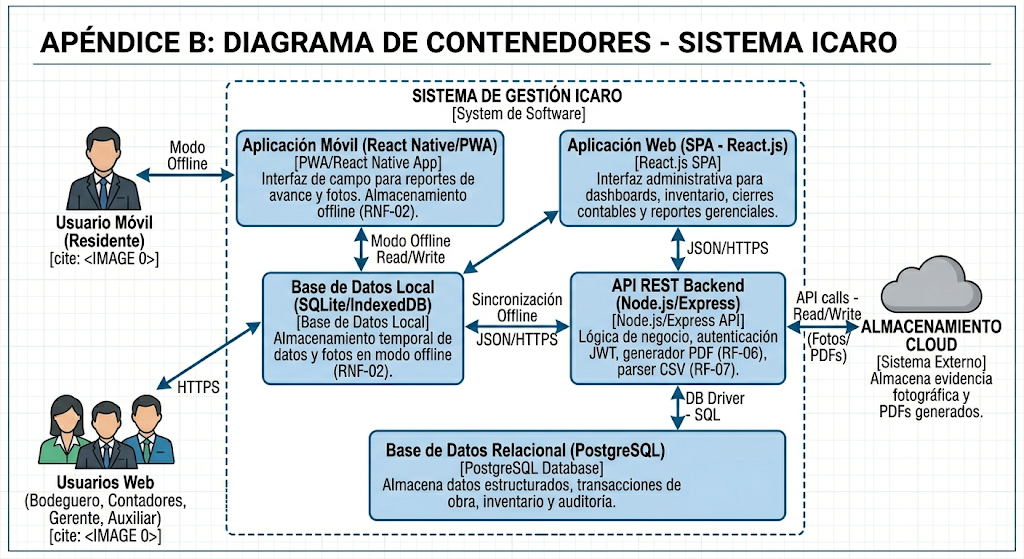 APÉNDICE B: DIAGRAMA DE CONTENEDORES - SISTEMA ICARO
SISTEMA DE GESTIÓN ICARO
[System de Software]
Modo
Offline
Usuario Móvil
(Residente)
[cite: <IMAGE 0>]
Aplicación Móvil (React Native/PWA)
[PWA/React Native App]
Interfaz de campo para reportes de
avance y fotos. Almacenamiento
offline (RNF-02).
Aplicación Web (SPA - React.js)
[React.js SPA]
Interfaz administrativa para
dashboards, inventario, cierres
contables y reportes gerenciales.
Modo Offline
Read/Write
JSON/HTTPS
Base de Datos Local
(SQLite/IndexedDB)
[Base de Datos Local]
Almacenamiento temporal de
datos y fotos en modo offline
(RNF-02).
Sincronización
Offline
JSON/HTTPS
API REST Backend
(Node.js/Express)
[Node.js/Express API]
Lógica de negocio, autenticación
JWT, generador PDF (RF-06),
parser CSV (RF-07).
API calls -
Read/Write
(Fotos/
PDFs)
ALMACENAMIENTO
CLOUD
[Sistema Externo]
Almacena evidencia
fotográfica y
PDFs generados.
HTTPS
DB Driver
- SQL
Usuarios Web
(Bodeguero, Contadores,
Gerente, Auxiliar)
[cite: <IMAGE 0>]
Base de Datos Relacional (PostgreSQL)
[PostgreSQL Database]
Almacena datos estructurados, transacciones de
obra, inventario y auditoría.